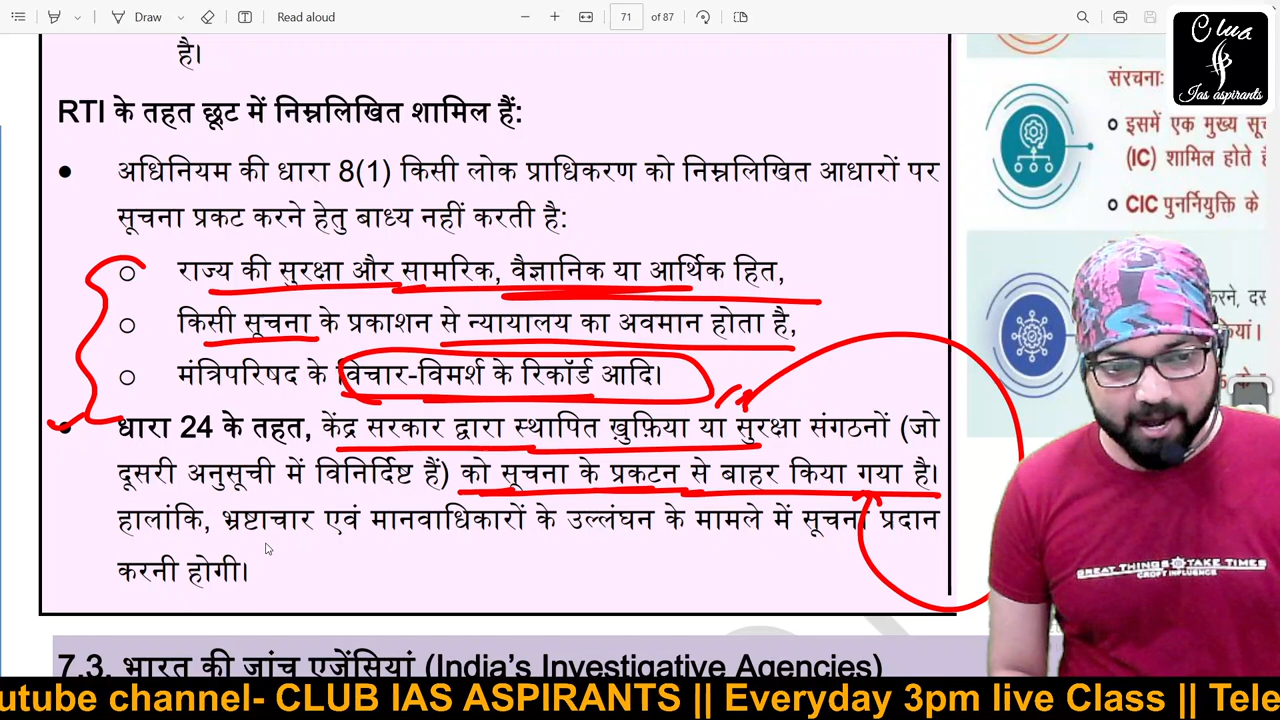 Draw
Read aloud
71
of 87
है।
RTI के तहत छूट में निम्नलिखित शामिल हैं:
● अधिनियम की धारा 8(1) किसी लोक प्राधिकरण को निम्नलिखित आधारों पर
सूचना प्रकट करने हेतु बाध्य नहीं करती है:
o राज्य की सुरक्षा और सामरिक, वैज्ञानिक या आर्थिक हित,
o किसी सूचना के प्रकाशन से न्यायालय का अवमान होता है,
o मंत्रिपरिषद के विचार-विमर्श के रिकॉर्ड आदि।
● धारा 24 के तहत, केंद्र सरकार द्वारा स्थापित ख़ुफ़िया या सुरक्षा संगठनों (जो
दूसरी अनुसूची में विनिर्दिष्ट हैं) को सूचना के प्रकटन से बाहर किया गया है।
हालांकि, भ्रष्टाचार एवं मानवाधिकारों के उल्लंघन के मामले में सूचना प्रदान
करनी होगी।
7.3. भारत की जांच एजेंसियां (India's Investigative Agencies)
संरचना:
o इसमें एक मुख्य
(IC) शामिल होते
o CIC पुनर्नियुक्ति के
Club
Ias aspirants
GREAT THINGS TAKE TIMES
CROFT INFLUENCE
utube channel- CLUB IAS ASPIRANTS || Everyday 3pm live Class || Tele